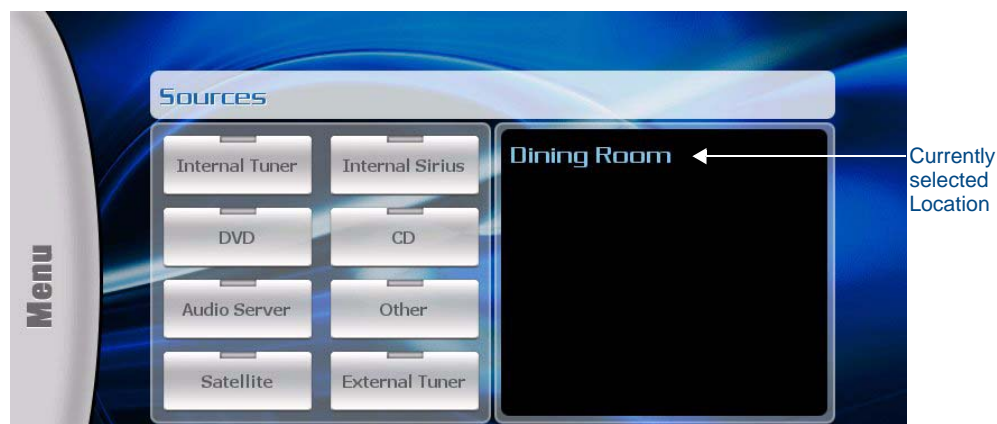 Menu
Sources
Internal Tuner
Internal Sirius
DVD
CD
Audio Server
Other
Satellite
External Tuner
Dining Room
Currently
selected
Location